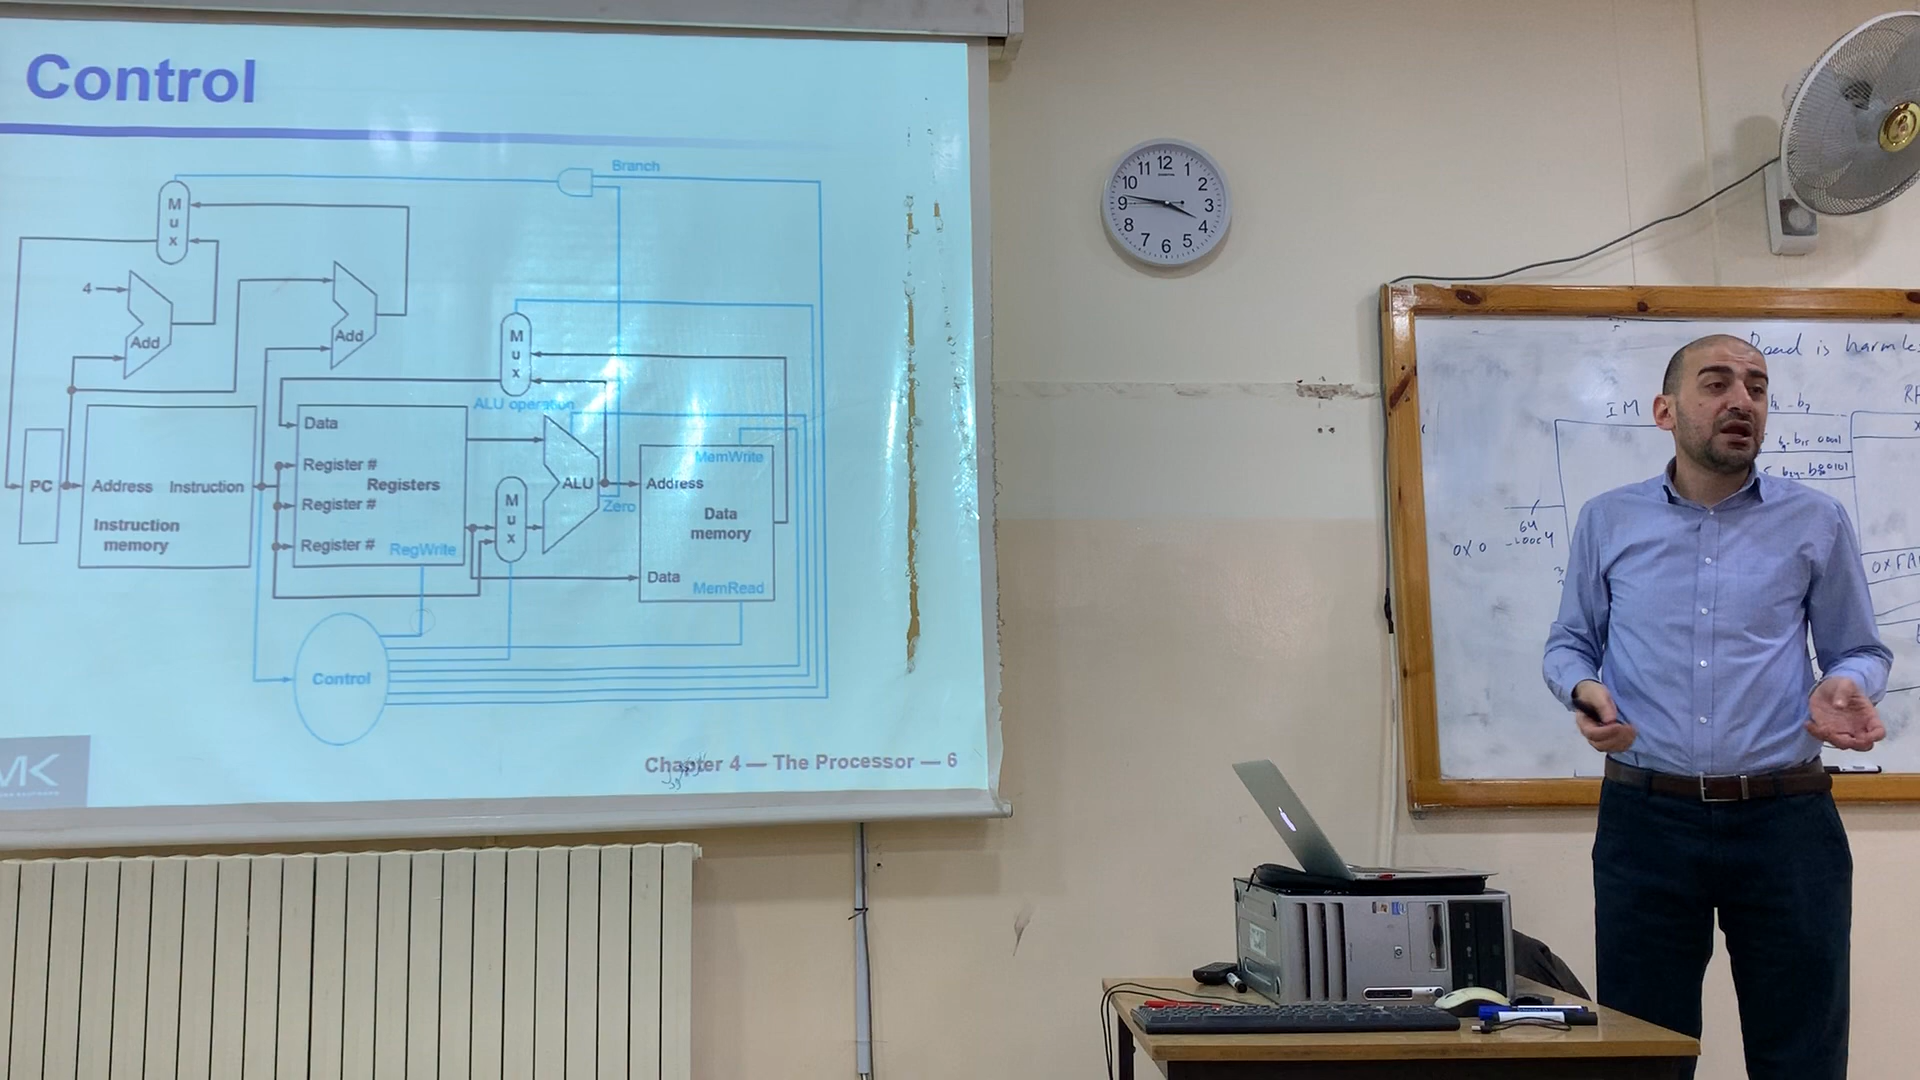 Control
Branch
M
u
x
4
Add
Add
M
u
x
ALU operation
Data
MemWrite
Register #
Registers
Register #
Register #
RegWrite
M
u
x
ALU
Zero
Address
Data
memory
Data
MemRead
PC
Address Instruction
Instruction
memory
Control
MK
Chapter 4 — The Processor — 6
12
1
2
3
4
5
6
7
8
9
10
11
Read is harmle
IM
64
0x0